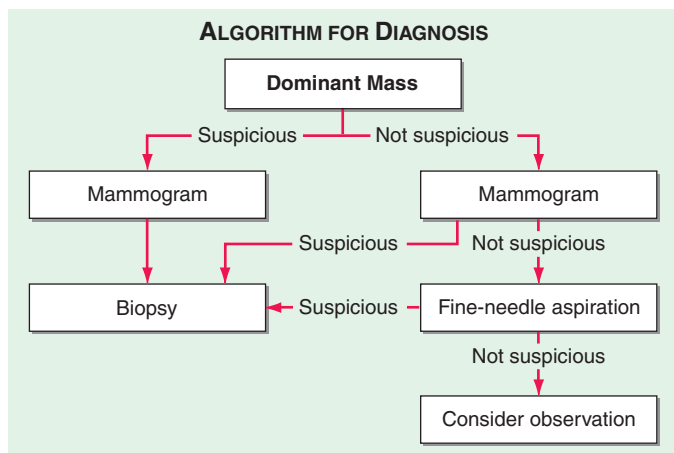 ALGORITHM FOR DIAGNOSIS
Dominant Mass
Suspicious
Not suspicious
Mammogram
Mammogram
Suspicious
Not suspicious
Biopsy
Suspicious
Fine-needle aspiration
Not suspicious
Consider observation